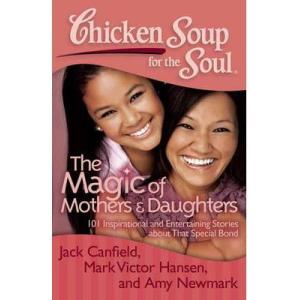 Chicken Soup
for the Soul®
The
Magic of
Mothers & Daughters
101 Inspirational and Entertaining Stories
about That Special Bond
Jack Canfield,
Mark Victor Hansen,
and Amy Newmark